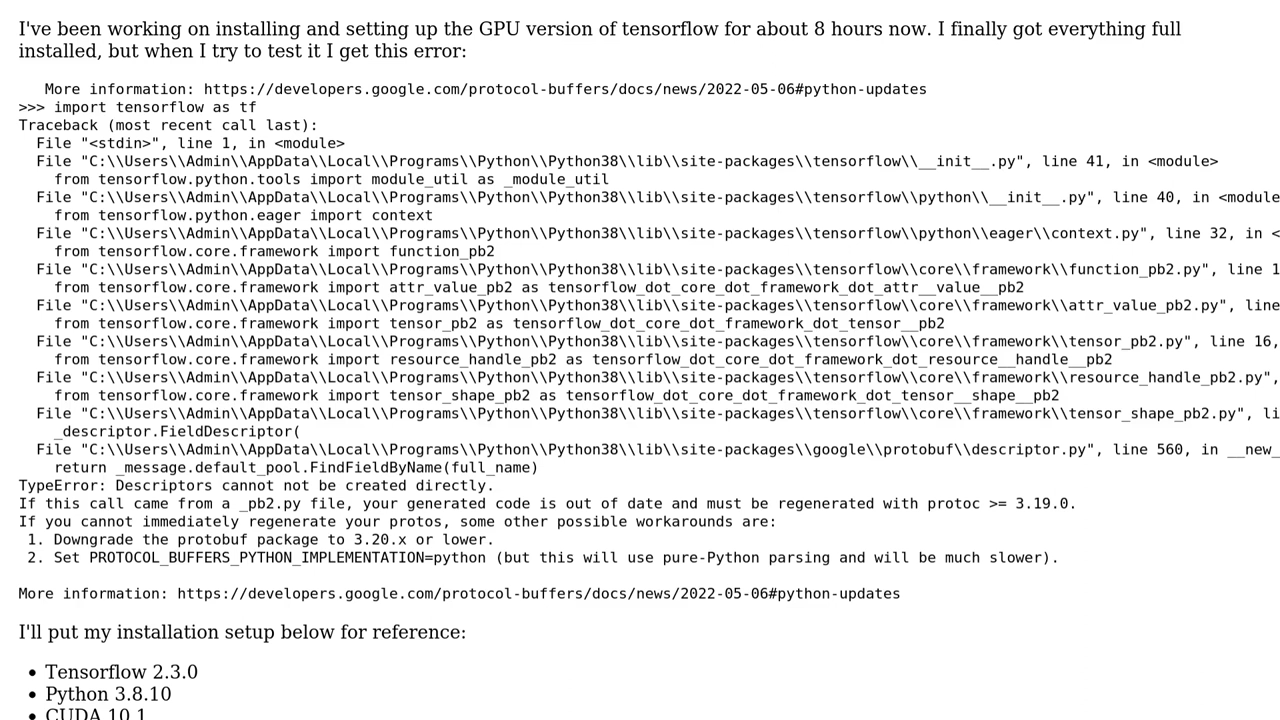 I've been working on installing and setting up the GPU version of tensorflow for about 8 hours now. I finally got everything full
installed, but when I try to test it I get this error:
   More information: https://developers.google.com/protocol-buffers/docs/news/2022-05-06#python-updates
>>> import tensorflow as tf
Traceback (most recent call last):
  File "<stdin>", line 1, in <module>
  File "C:\\Users\\Admin\\AppData\\Local\\Programs\\Python\\Python38\\lib\\site-packages\\tensorflow\\__init__.py", line 41, in <module>
    from tensorflow.python.tools import module_util as _module_util
  File "C:\\Users\\Admin\\AppData\\Local\\Programs\\Python\\Python38\\lib\\site-packages\\tensorflow\\python\\__init__.py", line 40, in <module
    from tensorflow.python.eager import context
  File "C:\\Users\\Admin\\AppData\\Local\\Programs\\Python\\Python38\\lib\\site-packages\\tensorflow\\python\\eager\\context.py", line 32, in <
    from tensorflow.core.framework import function_pb2
  File "C:\\Users\\Admin\\AppData\\Local\\Programs\\Python\\Python38\\lib\\site-packages\\tensorflow\\core\\framework\\function_pb2.py", line 1
    from tensorflow.core.framework import attr_value_pb2 as tensorflow_dot_core_dot_framework_dot_attr__value__pb2
  File "C:\\Users\\Admin\\AppData\\Local\\Programs\\Python\\Python38\\lib\\site-packages\\tensorflow\\core\\framework\\attr_value_pb2.py", line
    from tensorflow.core.framework import tensor_pb2 as tensorflow_dot_core_dot_framework_dot_tensor__pb2
  File "C:\\Users\\Admin\\AppData\\Local\\Programs\\Python\\Python38\\lib\\site-packages\\tensorflow\\core\\framework\\tensor_pb2.py", line 16,
    from tensorflow.core.framework import resource_handle_pb2 as tensorflow_dot_core_dot_framework_dot_resource__handle__pb2
  File "C:\\Users\\Admin\\AppData\\Local\\Programs\\Python\\Python38\\lib\\site-packages\\tensorflow\\core\\framework\\resource_handle_pb2.py",
    from tensorflow.core.framework import tensor_shape_pb2 as tensorflow_dot_core_dot_framework_dot_tensor__shape__pb2
  File "C:\\Users\\Admin\\AppData\\Local\\Programs\\Python\\Python38\\lib\\site-packages\\tensorflow\\core\\framework\\tensor_shape_pb2.py", li
    _descriptor.FieldDescriptor(
  File "C:\\Users\\Admin\\AppData\\Local\\Programs\\Python\\Python38\\lib\\site-packages\\google\\protobuf\\descriptor.py", line 560, in __new_
    return _message.default_pool.FindFieldByName(full_name)
TypeError: Descriptors cannot not be created directly.
If this call came from a _pb2.py file, your generated code is out of date and must be regenerated with protoc >= 3.19.0.
If you cannot immediately regenerate your protos, some other possible workarounds are:
 1. Downgrade the protobuf package to 3.20.x or lower.
 2. Set PROTOCOL_BUFFERS_PYTHON_IMPLEMENTATION=python (but this will use pure-Python parsing and will be much slower).
More information: https://developers.google.com/protocol-buffers/docs/news/2022-05-06#python-updates
I'll put my installation setup below for reference:
• Tensorflow 2.3.0
• Python 3.8.10
• CUDA 10.1